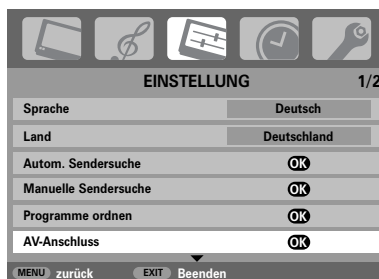 EINSTELLUNG 1/2
Sprache Deutsch
Land Deutschland
Autom. Sendersuche OK
Manuelle Sendersuche OK
Programme ordnen OK
AV-Anschluss OK
MENU zurück EXIT Beenden